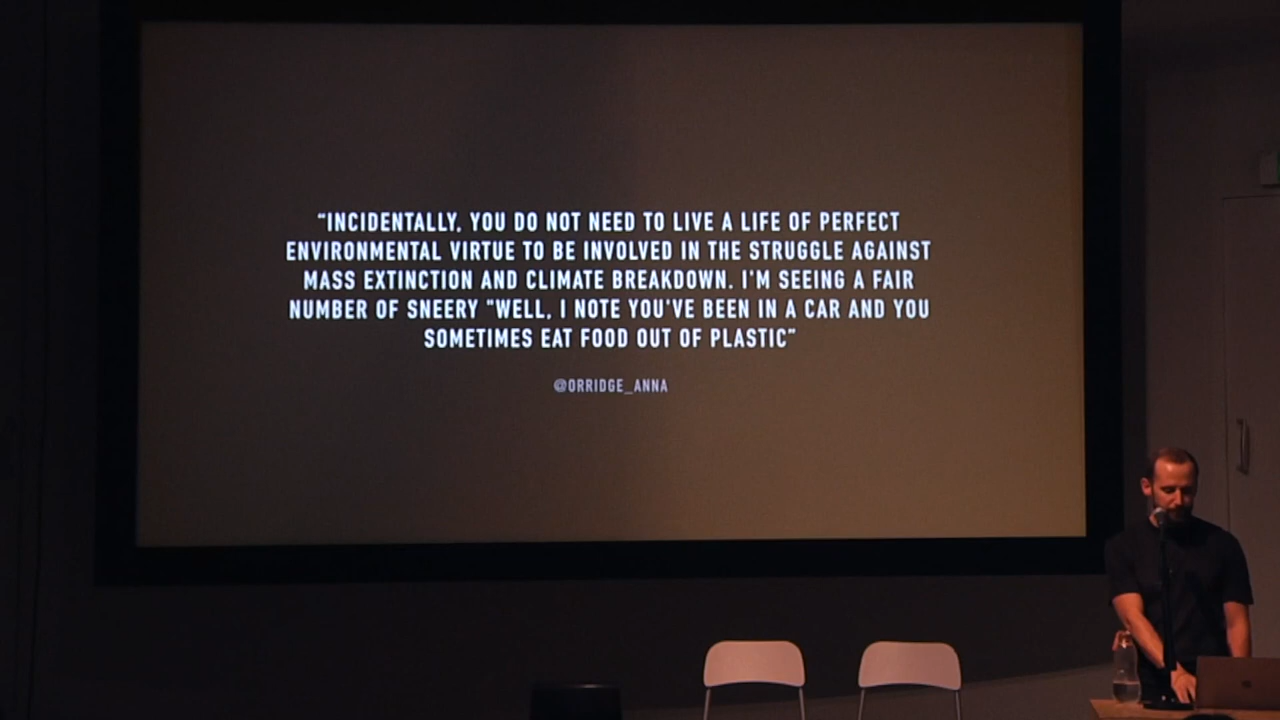 “INCIDENTALLY, YOU DO NOT NEED TO LIVE A LIFE OF PERFECT
ENVIRONMENTAL VIRTUE TO BE INVOLVED IN THE STRUGGLE AGAINST
MASS EXTINCTION AND CLIMATE BREAKDOWN. I'M SEEING A FAIR
NUMBER OF SNEERY "WELL, I NOTE YOU'VE BEEN IN A CAR AND YOU
SOMETIMES EAT FOOD OUT OF PLASTIC”
@ORRIDGE_ANNA